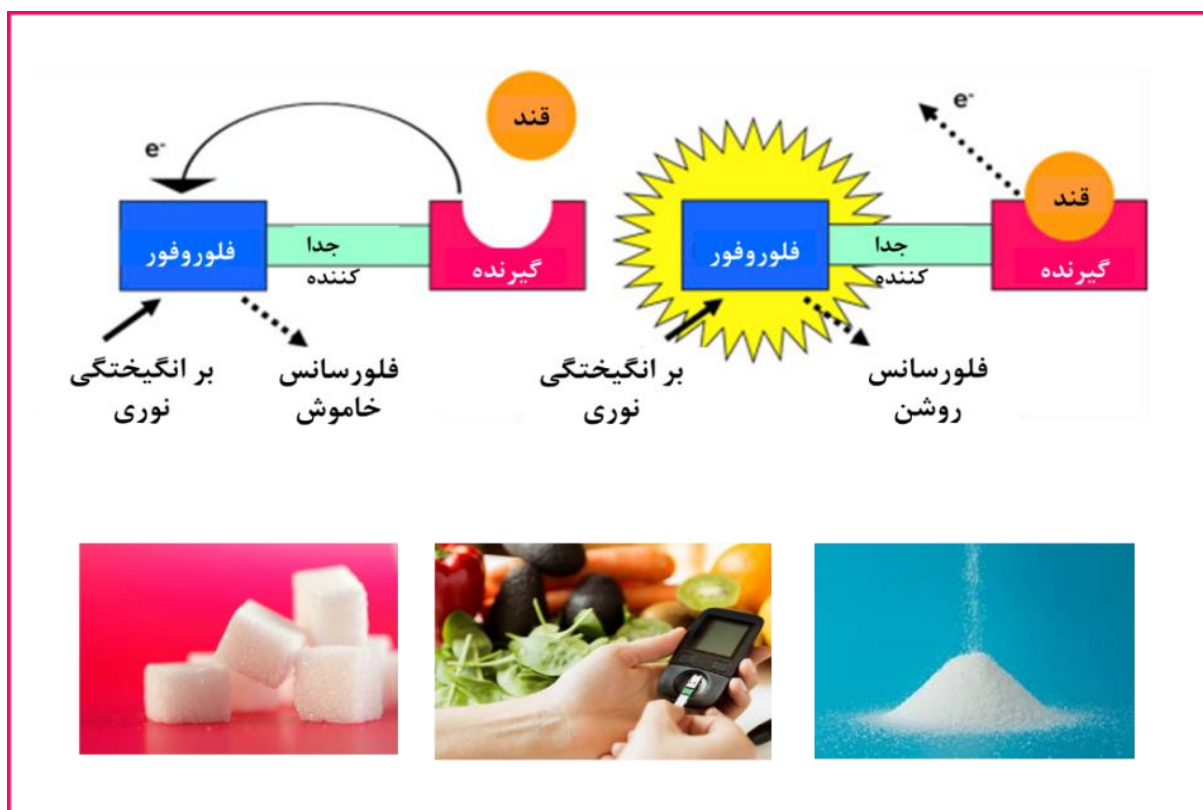 قند
e-
فلوروفور
جدا
کننده
گیرنده
بر انگیختگی
نوری
فلورسانس
خاموش
e-
قند
فلوروفور
جدا
کننده
گیرنده
بر انگیختگی
نوری
فلورسانس
روشن